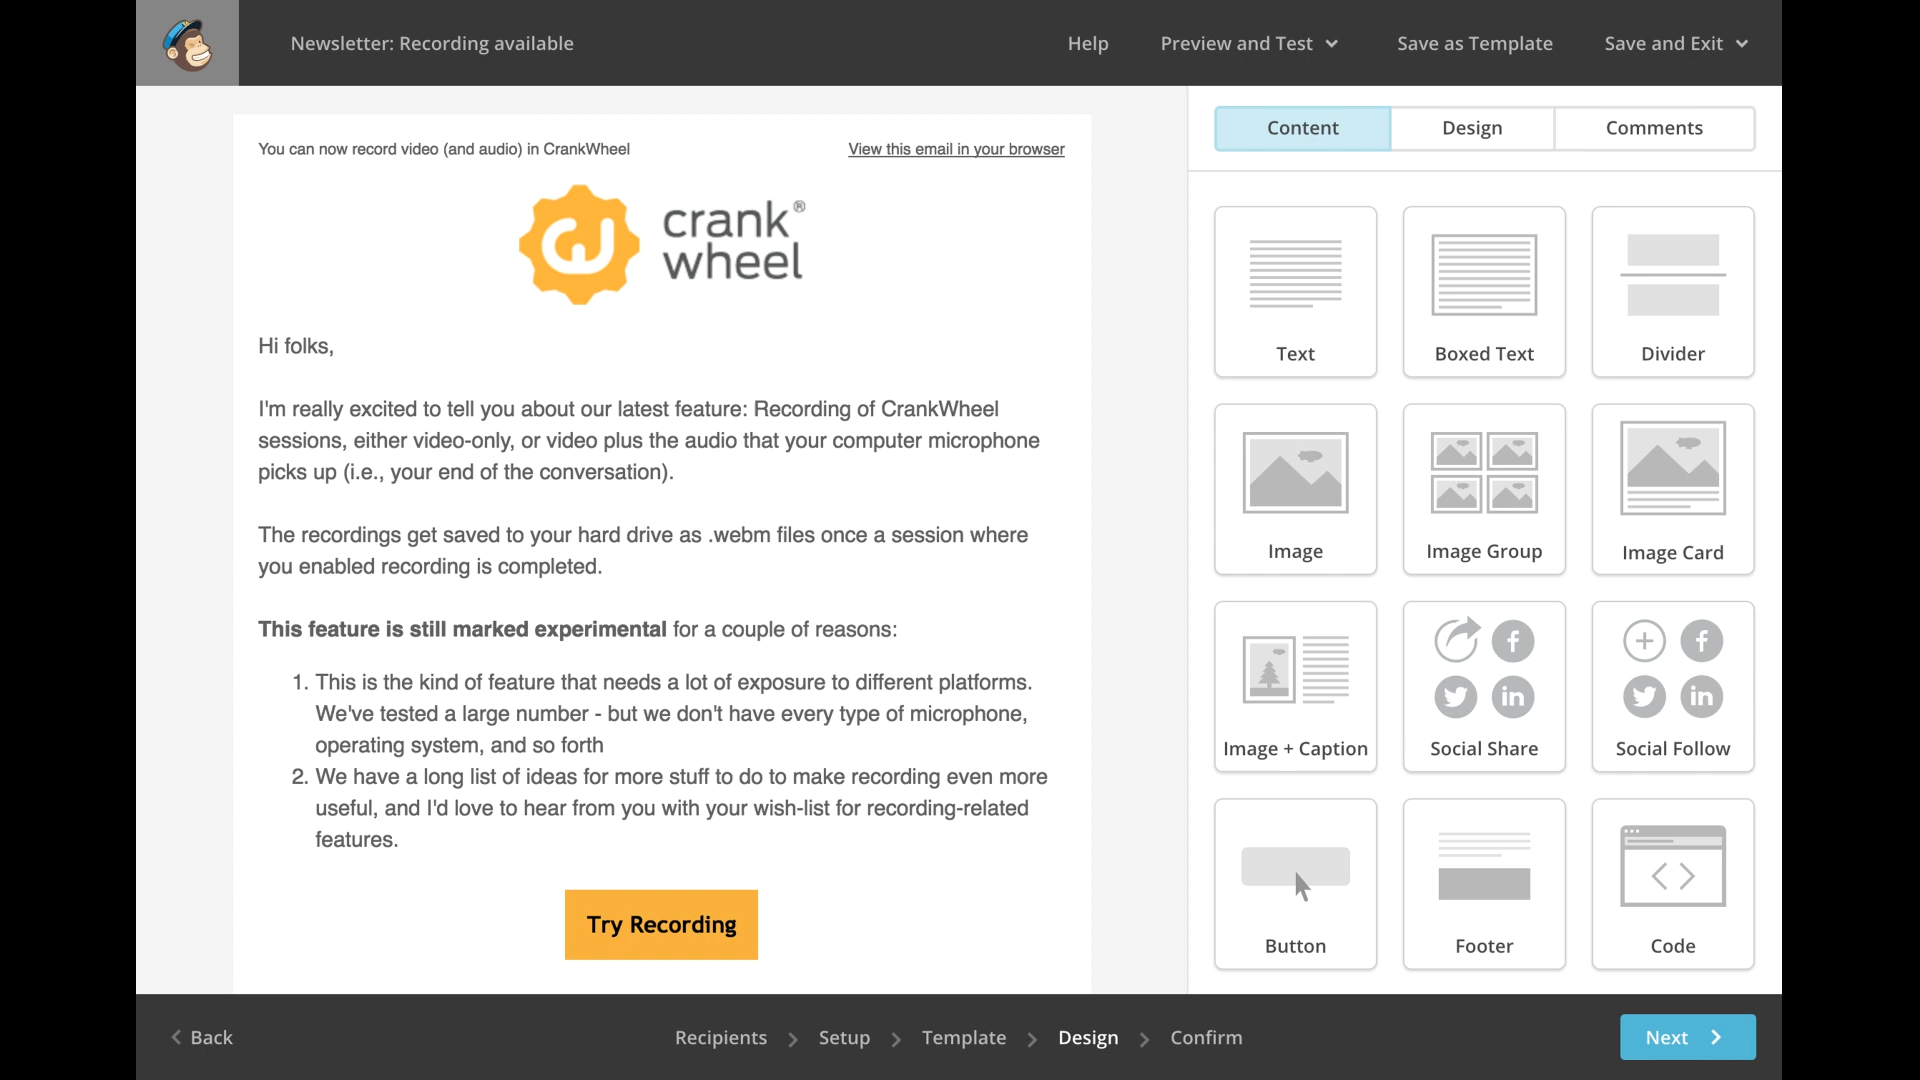 Newsletter: Recording available
Help
Preview and Test
Save as Template
Save and Exit
You can now record video (and audio) in CrankWheel
View this email in your browser
crank®
wheel
Hi folks,
I'm really excited to tell you about our latest feature: Recording of CrankWheel
sessions, either video-only, or video plus the audio that your computer microphone
picks up (i.e., your end of the conversation).
The recordings get saved to your hard drive as .webm files once a session where
you enabled recording is completed.
This feature is still marked experimental for a couple of reasons:
1. This is the kind of feature that needs a lot of exposure to different platforms.
We've tested a large number - but we don't have every type of microphone,
operating system, and so forth
2. We have a long list of ideas for more stuff to do to make recording even more
useful, and I'd love to hear from you with your wish-list for recording-related
features.
Try Recording
Content
Design
Comments
Text
Boxed Text
Divider
Image
Image Group
Image Card
Image + Caption
Social Share
Social Follow
Button
Footer
Code
Back
Recipients
Setup
Template
Design
Confirm
Next